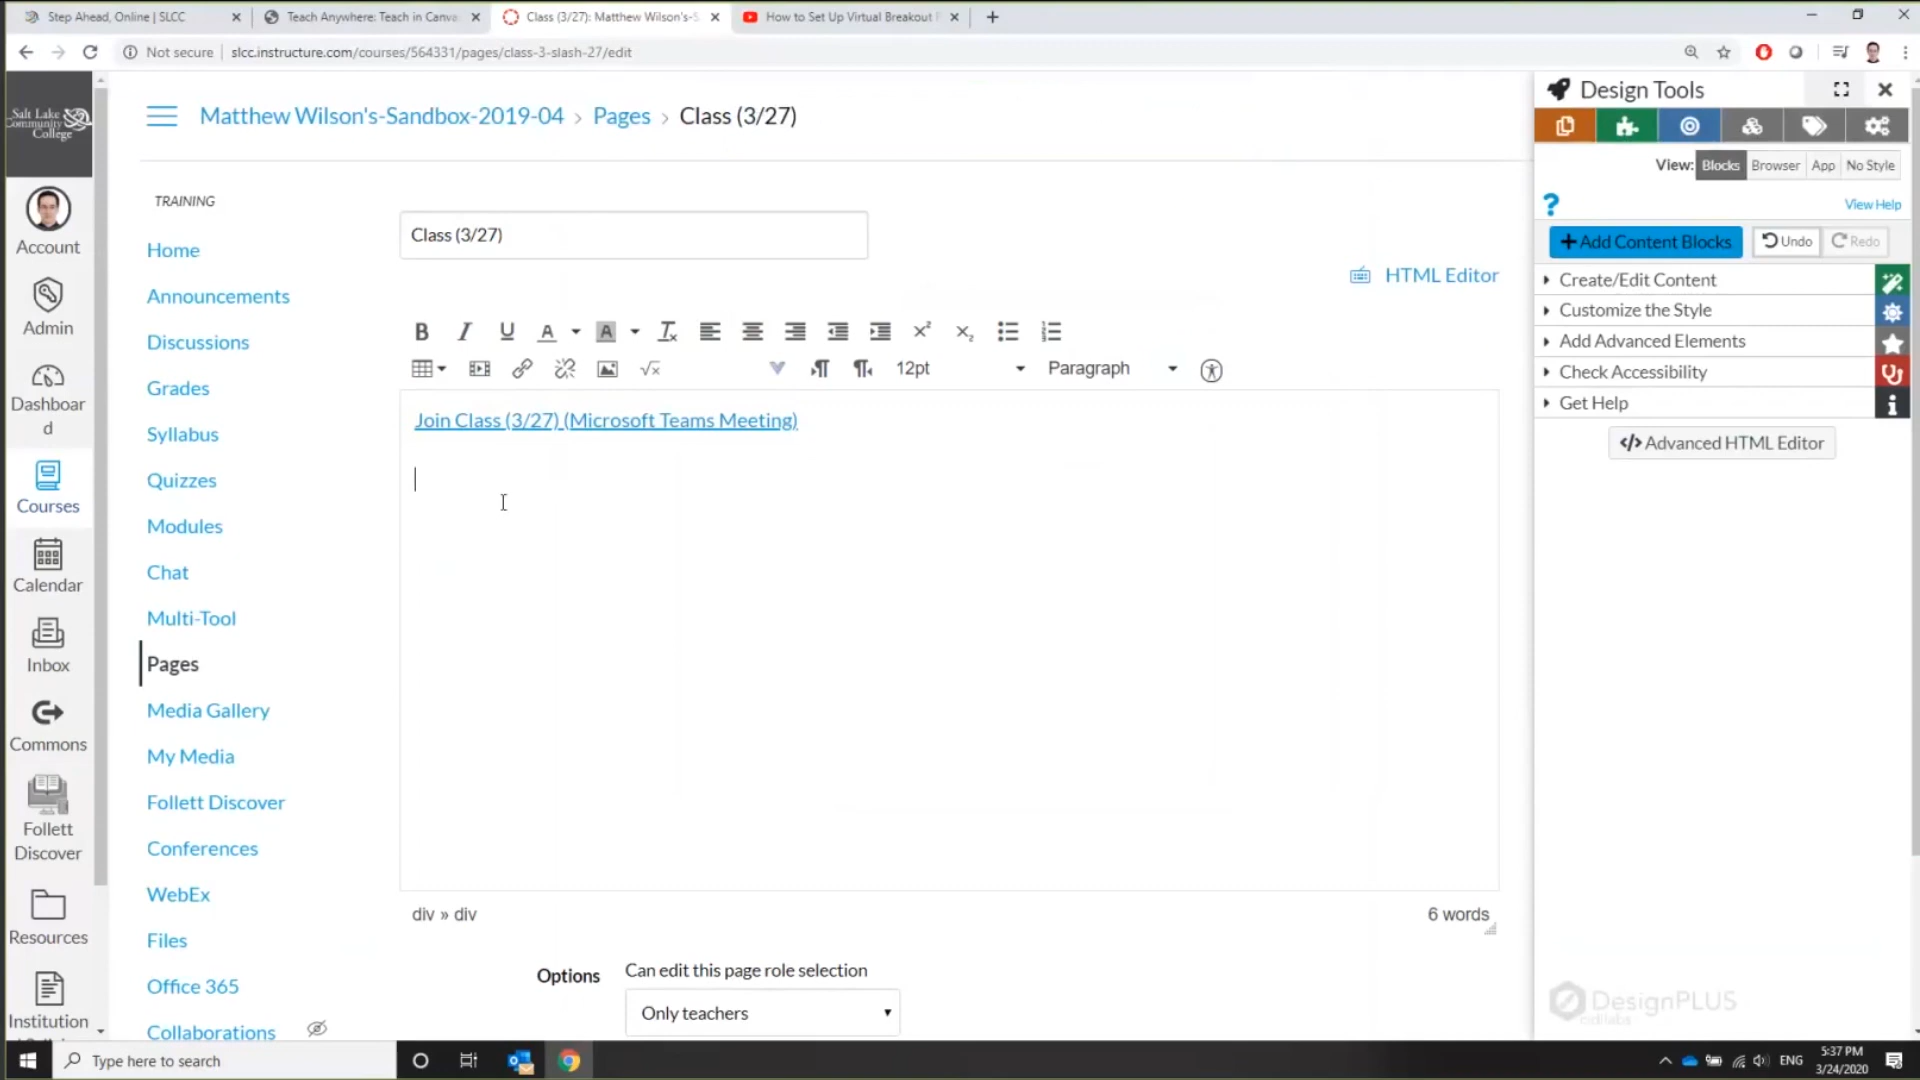 Step Ahead, Online | SLCC
Teach Anywhere: Teach in Canva
Class (3/27): Matthew Wilson's-S
How to Set Up Virtual Breakout
Not secure | slcc.instructure.com/courses/564331/pages/class-3-slash-27/edit
Salt Lake
Community
College
Account
Admin
Dashboar
d
Courses
Calendar
Inbox
Commons
Follett
Discover
Resources
Institution
Matthew Wilson's-Sandbox-2019-04 > Pages > Class (3/27)
TRAINING
Home
Announcements
Discussions
Grades
Syllabus
Quizzes
Modules
Chat
Multi-Tool
Pages
Media Gallery
My Media
Follett Discover
Conferences
WebEx
Files
Office 365
Collaborations
Class (3/27)
HTML Editor
B I U A A
12pt Paragraph
Join Class (3/27) (Microsoft Teams Meeting)
div » div
6 words
Options
Can edit this page role selection
Only teachers
Design Tools
View: Blocks Browser App No Style
? View Help
+Add Content Blocks Undo Redo
Create/Edit Content
Customize the Style
Add Advanced Elements
Check Accessibility
Get Help
</> Advanced HTML Editor
DesignPLUS
cidilabs
Type here to search
ENG
5:37 PM
3/24/2020